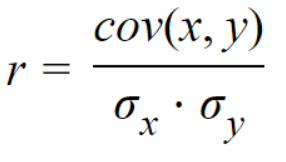 r = cov(x, y) / σx · σy